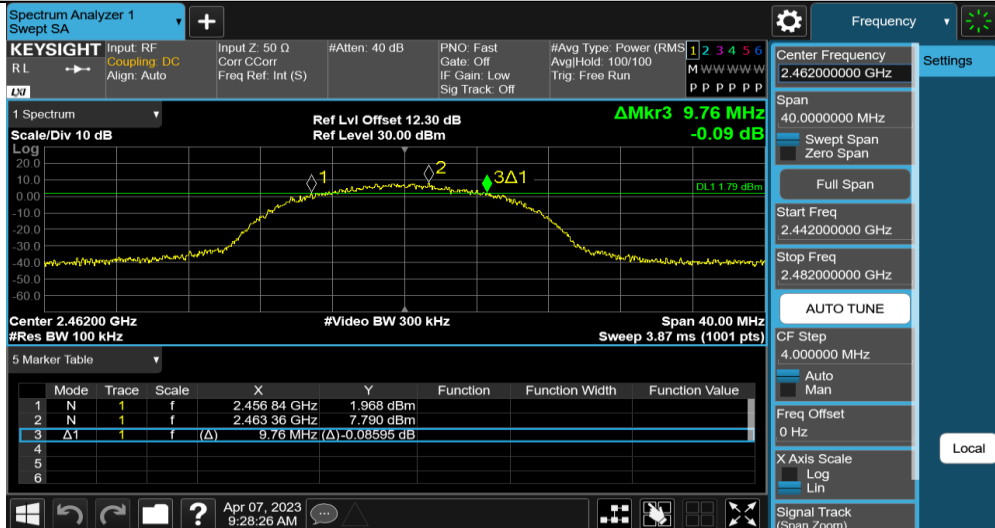 Spectrum Analyzer 1
Swept SA
+
Frequency
KEYSIGHT
RL
LXI
Input: RF
Coupling: DC
Align: Auto
Input Z: 50 Ω
Corr CCorr
Freq Ref: Int (S)
#Atten: 40 dB
PNO: Fast
Gate: Off
IF Gain: Low
Sig Track: Off
#Avg Type: Power (RMS
Avg|Hold: 100/100
Trig: Free Run
1 2 3 4 5 6
M W W W W W
P P P P P P
1 Spectrum
Scale/Div 10 dB
Ref Lvl Offset 12.30 dB
Ref Level 30.00 dBm
ΔMkr3 9.76 MHz
-0.09 dB
Log
20.0
10.0
0.00
-10.0
-20.0
-30.0
-40.0
-50.0
-60.0
1
2
3Δ1
DL1 1.79 dBm
Center 2.46200 GHz
#Video BW 300 kHz
Span 40.00 MHz
#Res BW 100 kHz
Sweep 3.87 ms (1001 pts)
5 Marker Table
Mode Trace Scale X Y Function Function Width Function Value
1 N 1 f 2.456 84 GHz 1.968 dBm
2 N 1 f 2.463 36 GHz 7.790 dBm
3 Δ1 1 f (Δ) 9.76 MHz (Δ) -0.08595 dB
4
5
6
?
Apr 07, 2023
9:28:26 AM
Center Frequency
2.462000000 GHz
Span
40.0000000 MHz
Swept Span
Zero Span
Full Span
Start Freq
2.442000000 GHz
Stop Freq
2.482000000 GHz
AUTO TUNE
CF Step
4.000000 MHz
Auto
Man
Freq Offset
0 Hz
X Axis Scale
Log
Lin
Signal Track
(Span Zoom)
Settings
Local